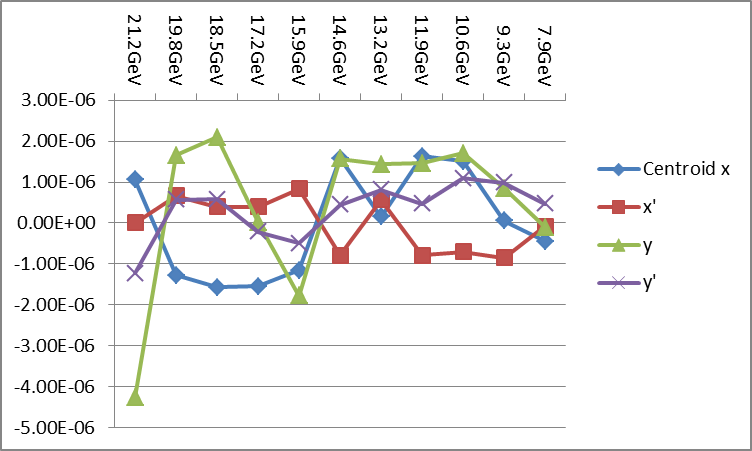 21.2GeV
19.8GeV
18.5GeV
17.2GeV
15.9GeV
14.6GeV
13.2GeV
11.9GeV
10.6GeV
9.3GeV
7.9GeV
3.00E-06
2.00E-06
1.00E-06
0.00E+00
-1.00E-06
-2.00E-06
-3.00E-06
-4.00E-06
-5.00E-06
Centroid x
x'
y
y'